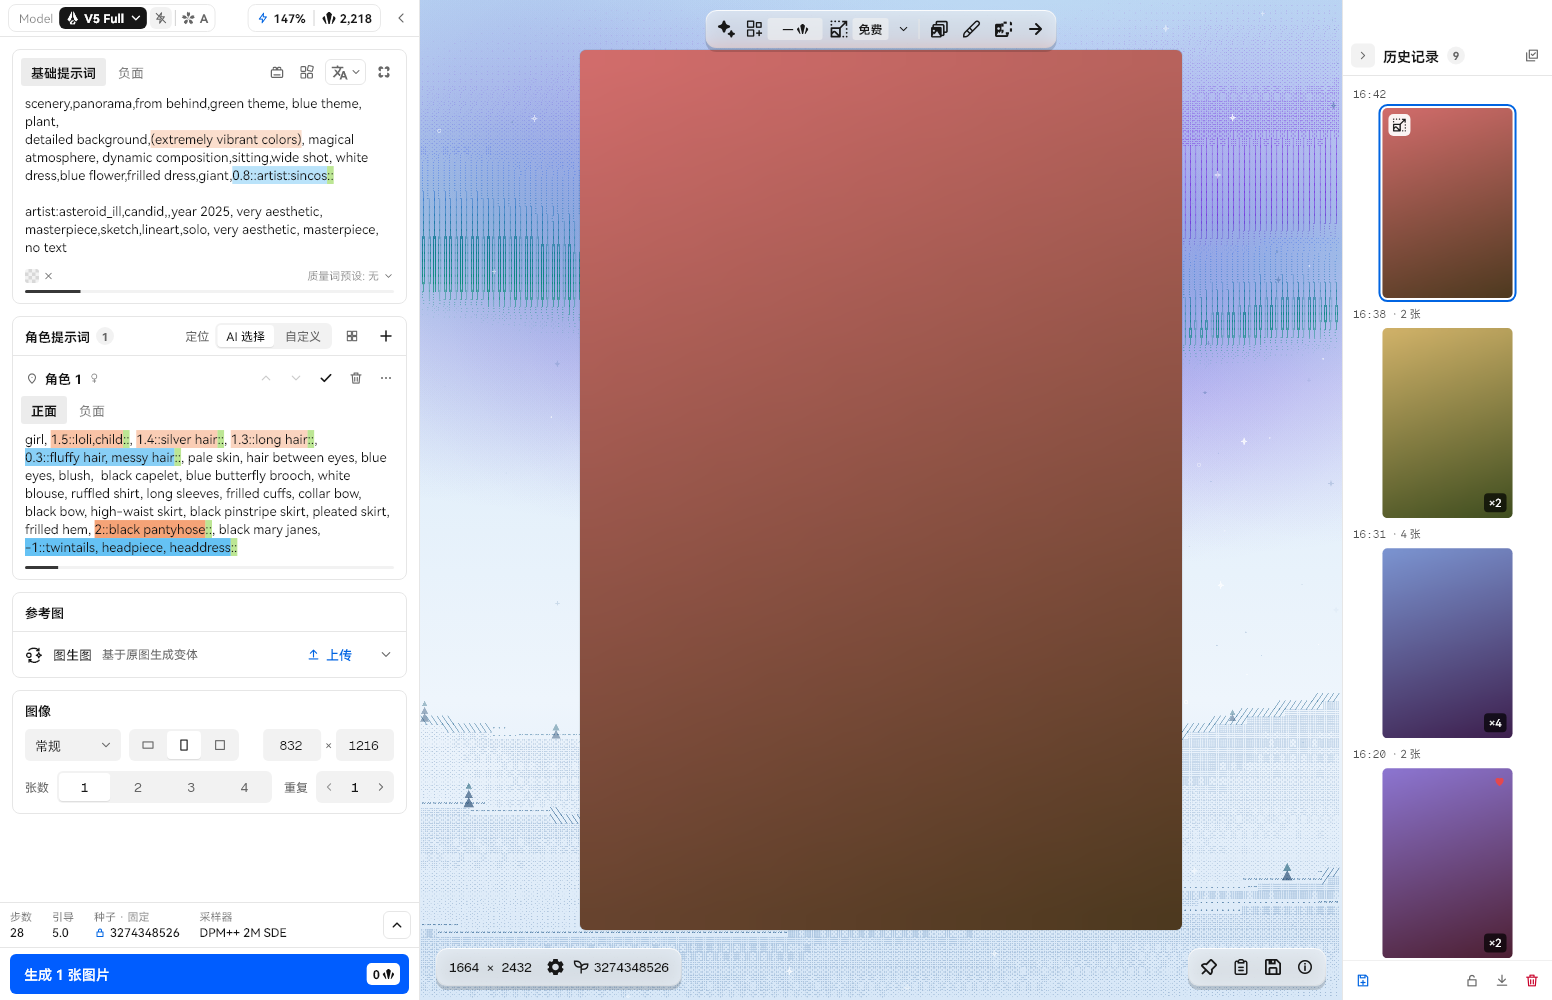 Model
V5 Full
A
147%
2,218
基础提示词
负面
scenery,panorama,from behind,green theme, blue theme,
plant,
detailed background,(extremely vibrant colors), magical
atmosphere, dynamic composition,sitting,wide shot, white
dress,blue flower,frilled dress,giant,0.8::artist:sincos::
artist:asteroid_ill,candid,,year 2025, very aesthetic,
masterpiece,sketch,lineart,solo, very aesthetic, masterpiece,
no text
质量词预设: 无
角色提示词 1
定位
AI 选择
自定义
角色 1
正面
负面
girl, 1.5::loli,child::, 1.4::silver hair::, 1.3::long hair::,
0.3::fluffy hair, messy hair::, pale skin, hair between eyes, blue
eyes, blush,  black capelet, blue butterfly brooch, white
blouse, ruffled shirt, long sleeves, frilled cuffs, collar bow,
black bow, high-waist skirt, black pinstripe skirt, pleated skirt,
frilled hem, 2::black pantyhose::, black mary janes,
-1::twintails, headpiece, headdress::
参考图
图生图 基于原图生成变体
上传
图像
常规
832 × 1216
张数 1 2 3 4
重复 1
步数 引导 种子 · 固定 采样器
28 5.0 3274348526 DPM++ 2M SDE
生成 1 张图片
0
免费
1664 × 2432
3274348526
历史记录 9
16:42
16:38 · 2 张
×2
16:31 · 4 张
×4
16:20 · 2 张
×2